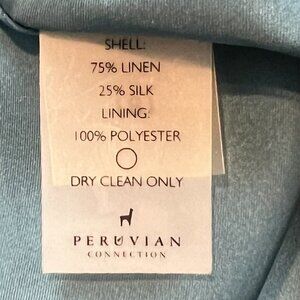 SHELL:
75% LINEN
25% SILK
LINING:
100% POLYESTER
DRY CLEAN ONLY
PERUVIAN
CONNECTION